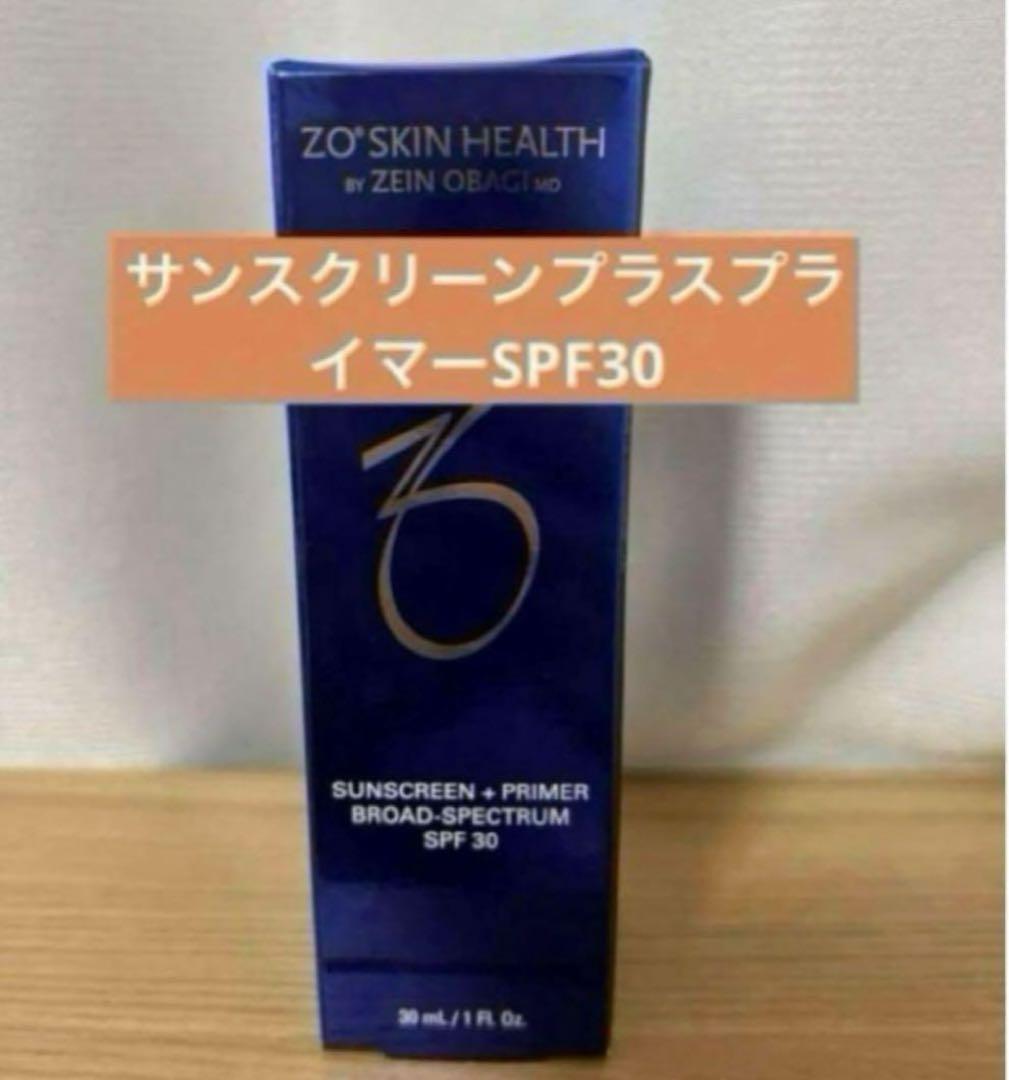 ZO® SKIN HEALTH
BY ZEIN OBAGI MD
サンスクリーンプラスプラ
イマーSPF30
SUNSCREEN + PRIMER
BROAD-SPECTRUM
SPF 30
30 mL / 1 Fl. Oz.